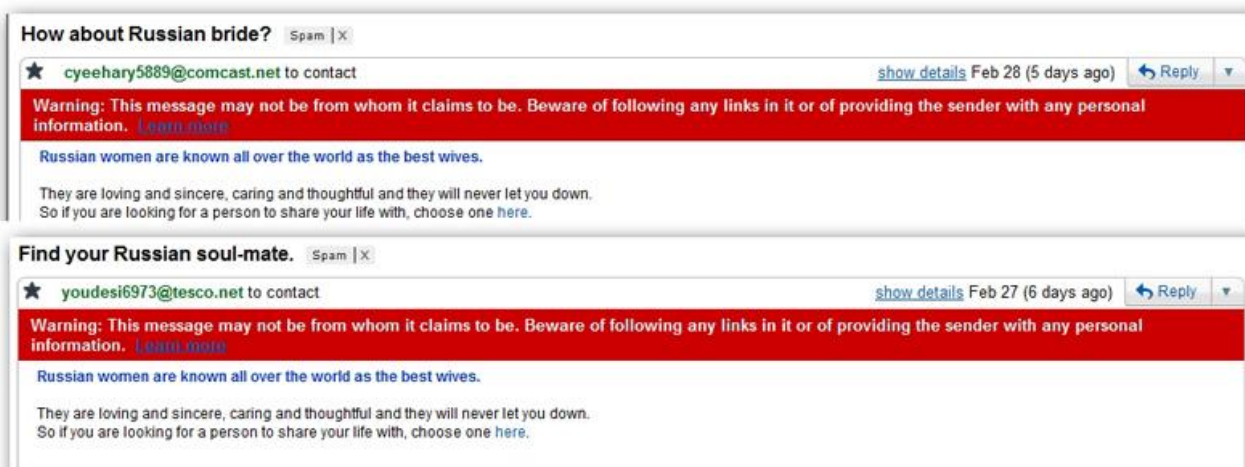 How about Russian bride? Spam | X
cyeehary5889@comcast.net to contact show details Feb 28 (5 days ago) Reply
Warning: This message may not be from whom it claims to be. Beware of following any links in it or of providing the sender with any personal
information. Learn more
Russian women are known all over the world as the best wives.
They are loving and sincere, caring and thoughtful and they will never let you down.
So if you are looking for a person to share your life with, choose one here.
Find your Russian soul-mate. Spam | X
youdesi6973@tesco.net to contact show details Feb 27 (6 days ago) Reply
Warning: This message may not be from whom it claims to be. Beware of following any links in it or of providing the sender with any personal
information. Learn more
Russian women are known all over the world as the best wives.
They are loving and sincere, caring and thoughtful and they will never let you down.
So if you are looking for a person to share your life with, choose one here.